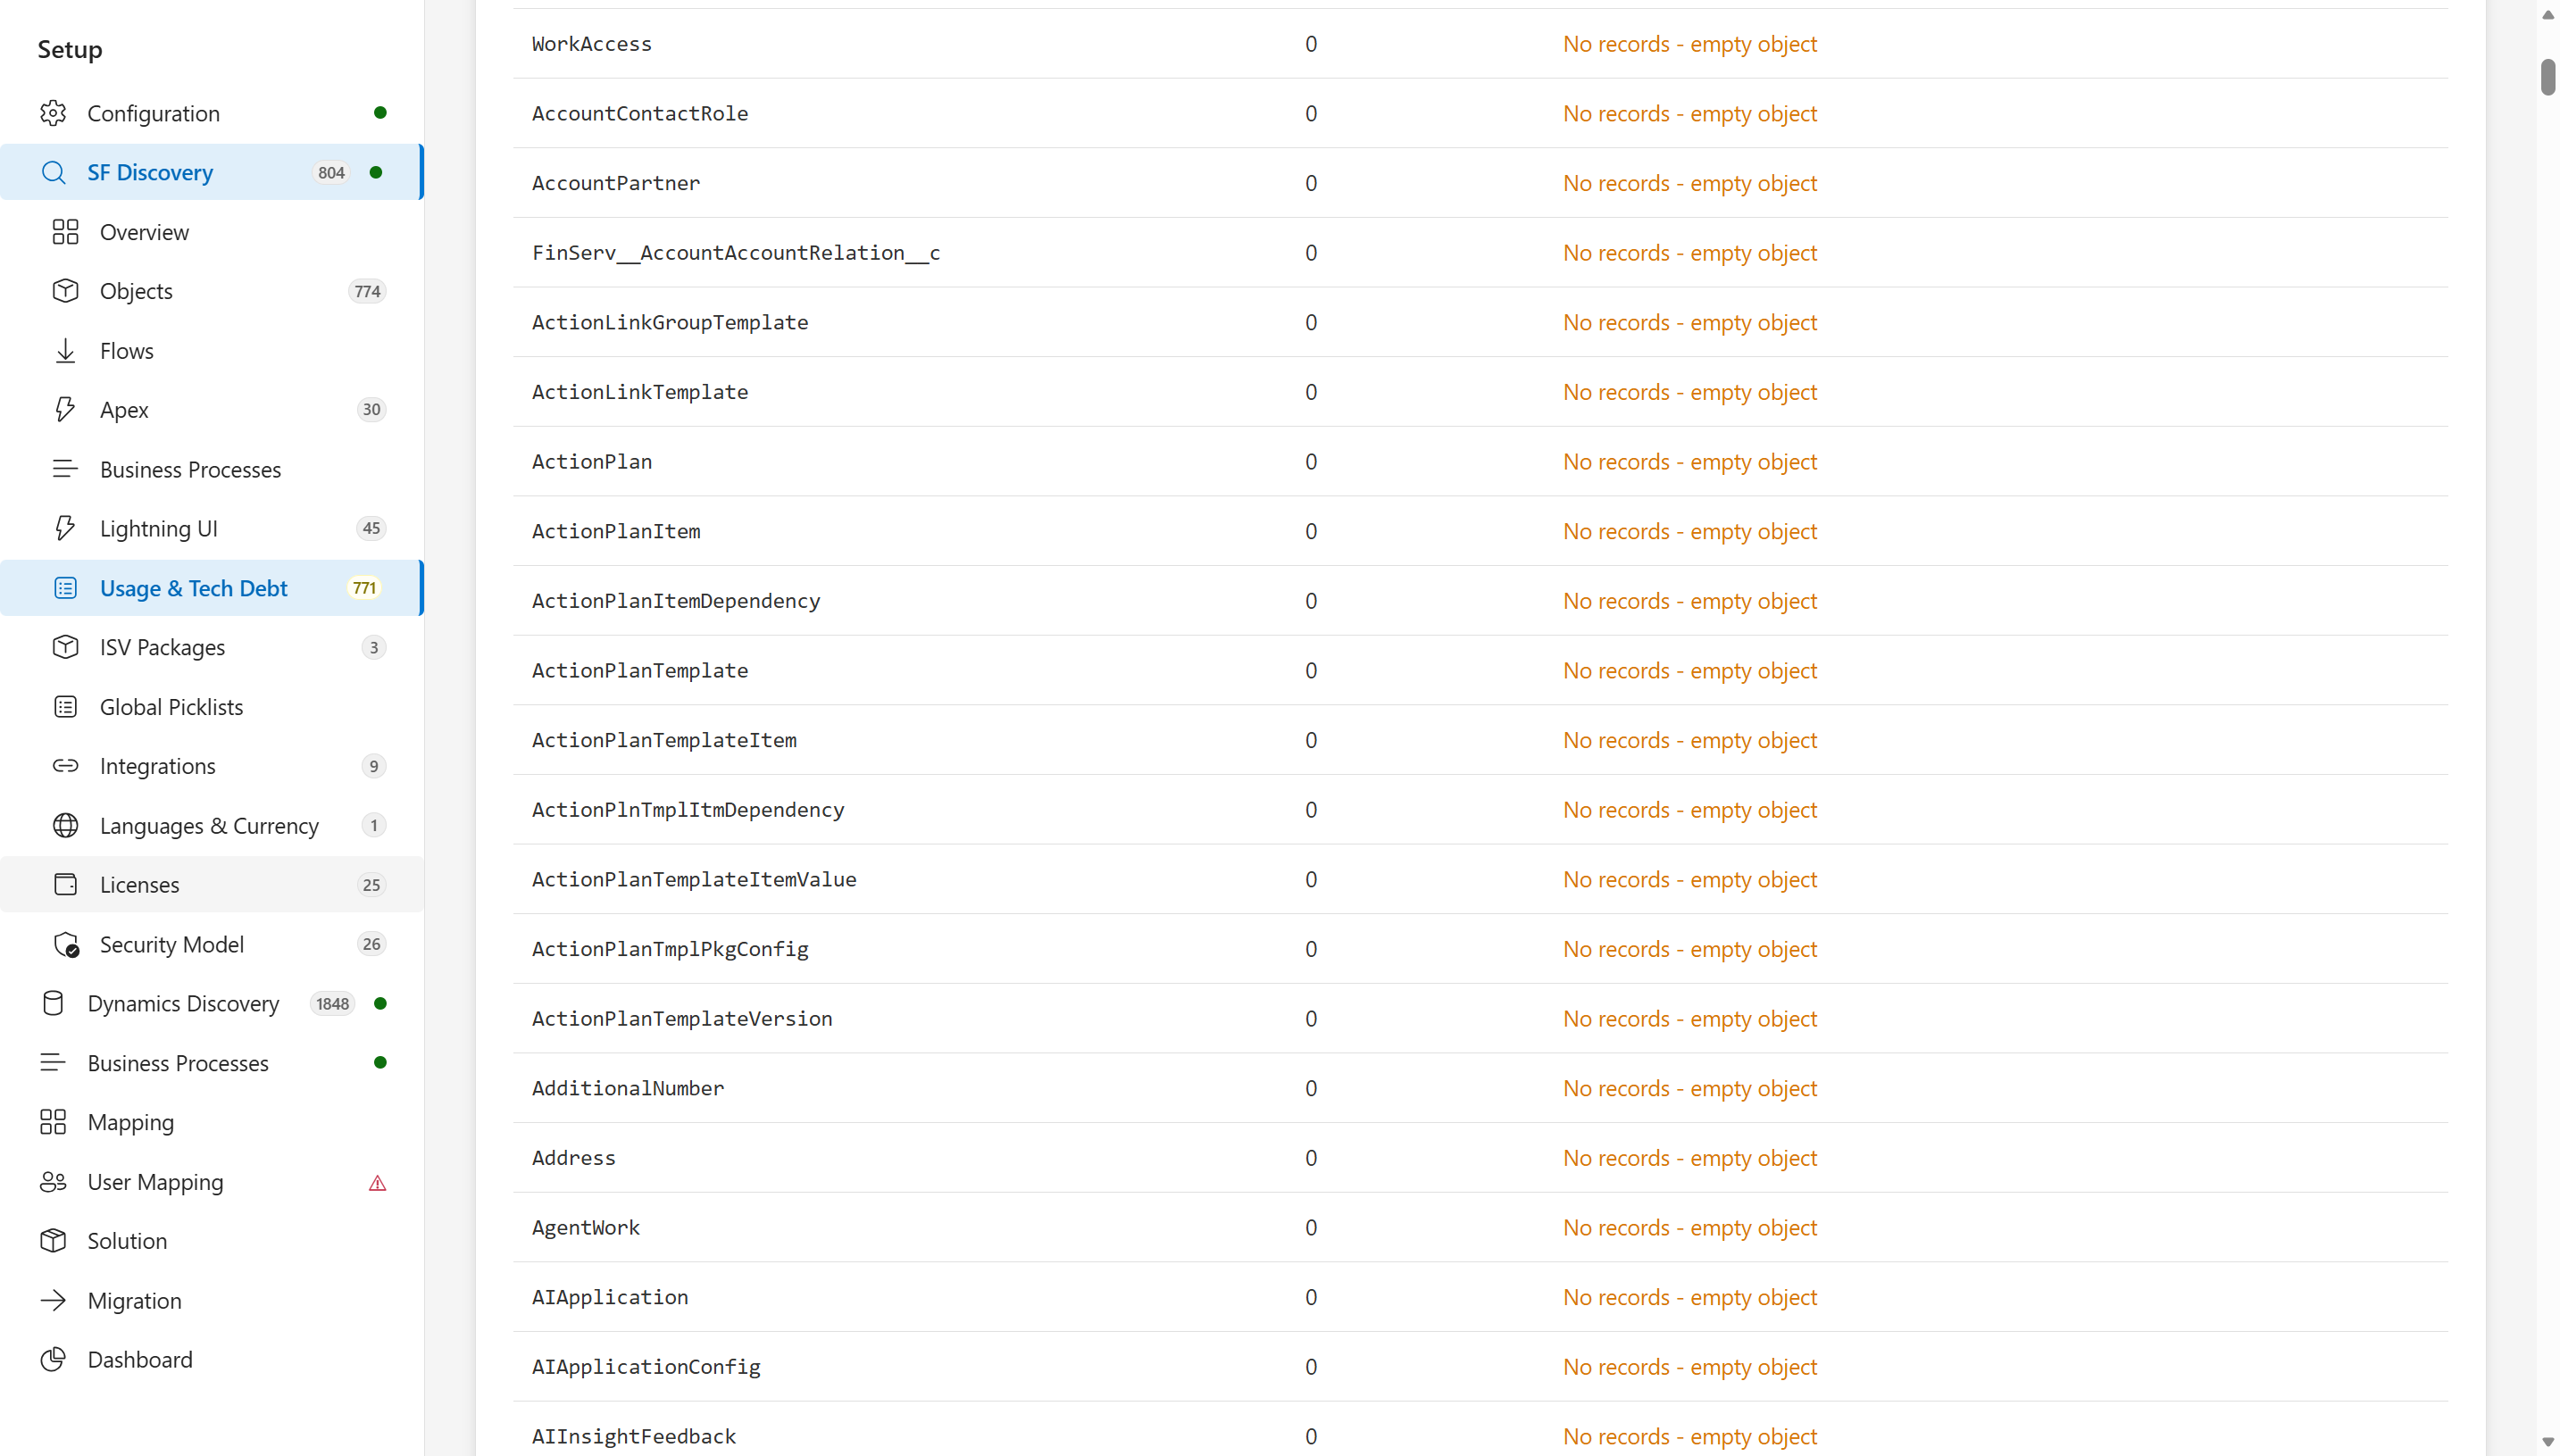 Setup
Configuration
SF Discovery 804
Overview
Objects 774
Flows
Apex 30
Business Processes
Lightning UI 45
Usage & Tech Debt 771
ISV Packages 3
Global Picklists
Integrations 9
Languages & Currency 1
Licenses 25
Security Model 26
Dynamics Discovery 1848
Business Processes
Mapping
User Mapping
Solution
Migration
Dashboard
WorkAccess 0 No records - empty object
AccountContactRole 0 No records - empty object
AccountPartner 0 No records - empty object
FinServ__AccountAccountRelation__c 0 No records - empty object
ActionLinkGroupTemplate 0 No records - empty object
ActionLinkTemplate 0 No records - empty object
ActionPlan 0 No records - empty object
ActionPlanItem 0 No records - empty object
ActionPlanItemDependency 0 No records - empty object
ActionPlanTemplate 0 No records - empty object
ActionPlanTemplateItem 0 No records - empty object
ActionPlnTmplItmDependency 0 No records - empty object
ActionPlanTemplateItemValue 0 No records - empty object
ActionPlanTmplPkgConfig 0 No records - empty object
ActionPlanTemplateVersion 0 No records - empty object
AdditionalNumber 0 No records - empty object
Address 0 No records - empty object
AgentWork 0 No records - empty object
AIApplication 0 No records - empty object
AIApplicationConfig 0 No records - empty object
AIInsightFeedback 0 No records - empty object